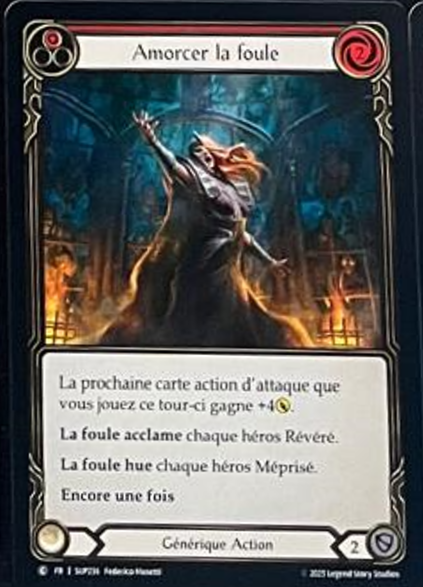 Amorcer la foule
2
La prochaine carte action d'attaque que
vous jouez ce tour-ci gagne +4.
La foule acclame chaque héros Révéré.
La foule hue chaque héros Méprisé.
Encore une fois
Générique Action
2
C FR | SUP236 Federico Musetti
© 2025 Legend Story Studios